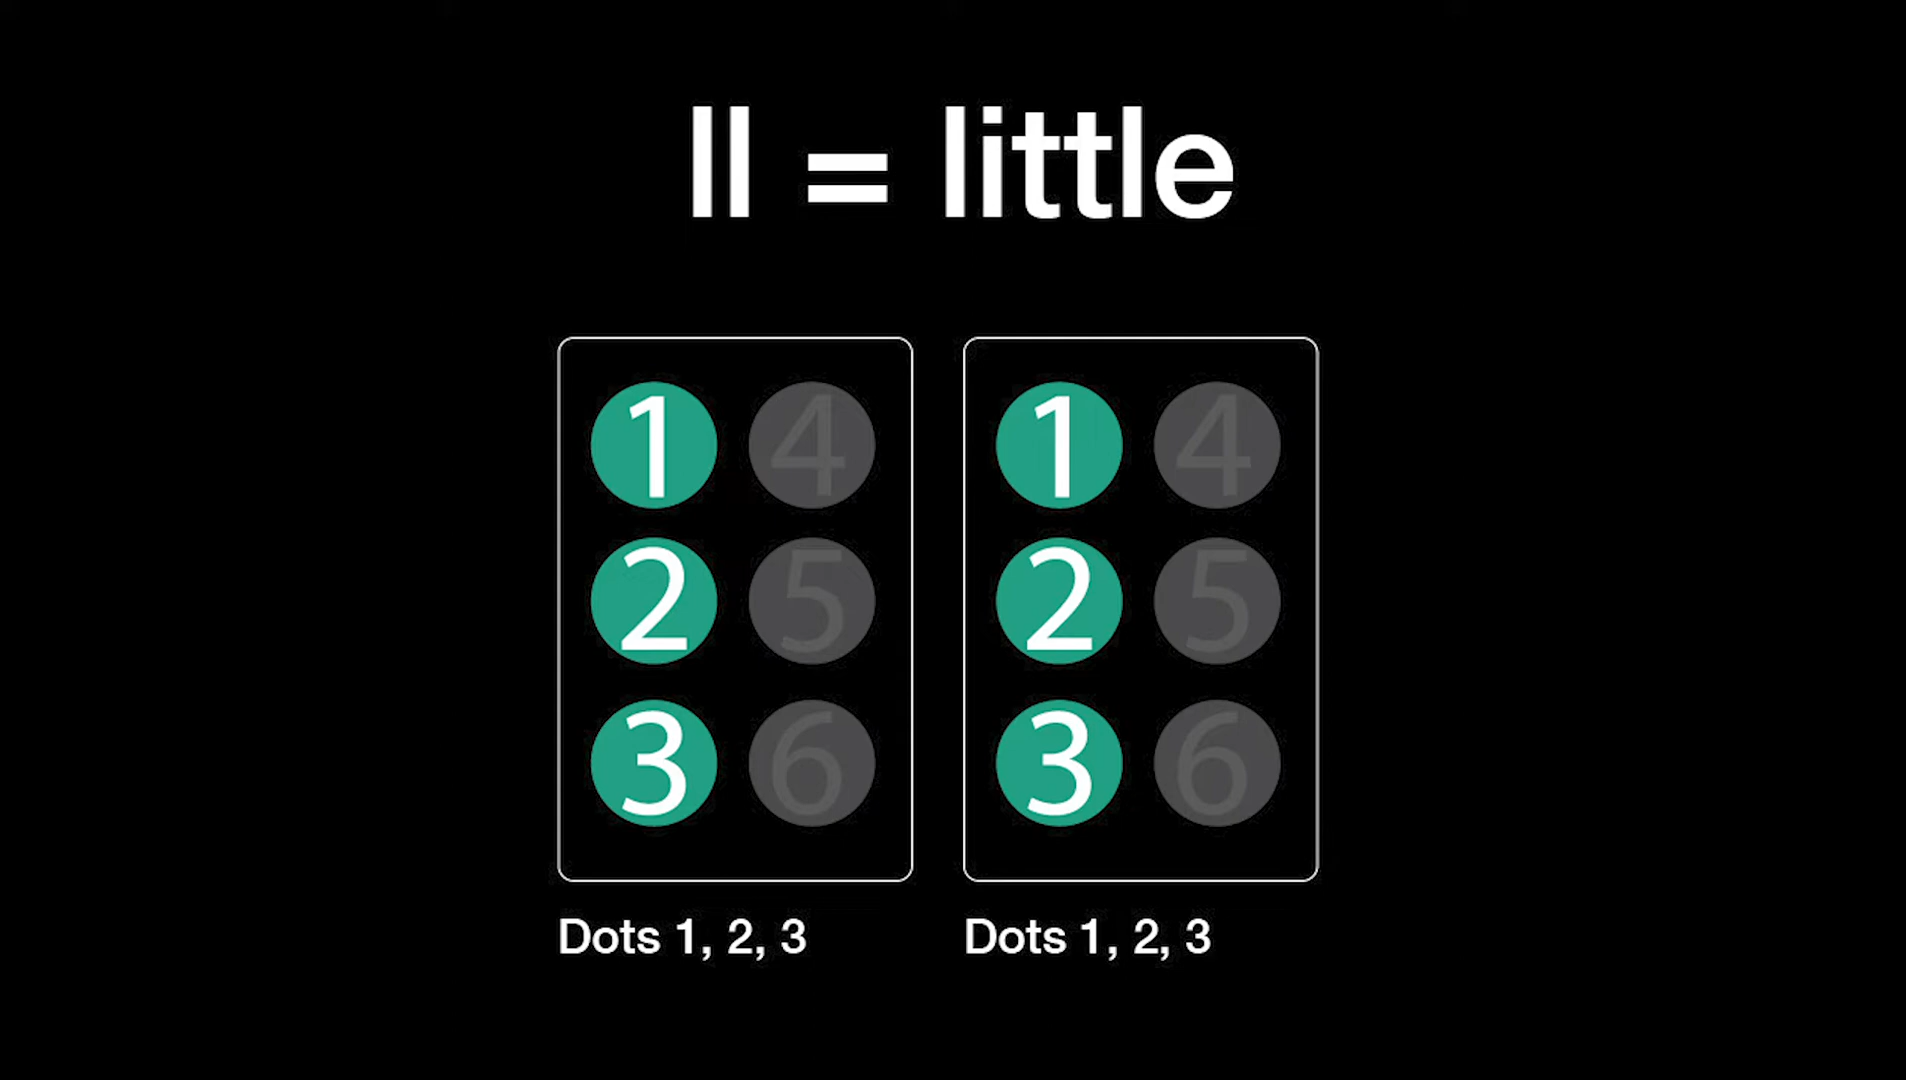 ll = little
1 4 1 4
2 5 2 5
3 6 3 6
Dots 1, 2, 3 Dots 1, 2, 3